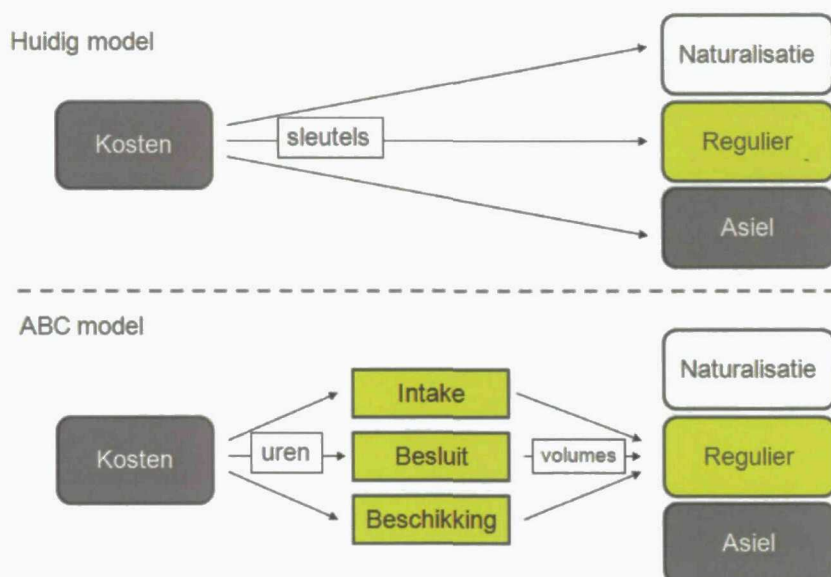 Huidig model
Kosten
sleutels
Naturalisatie
Regulier
Asiel
ABC model
Kosten
uren
Intake
Besluit
Beschikking
volumes
Naturalisatie
Regulier
Asiel